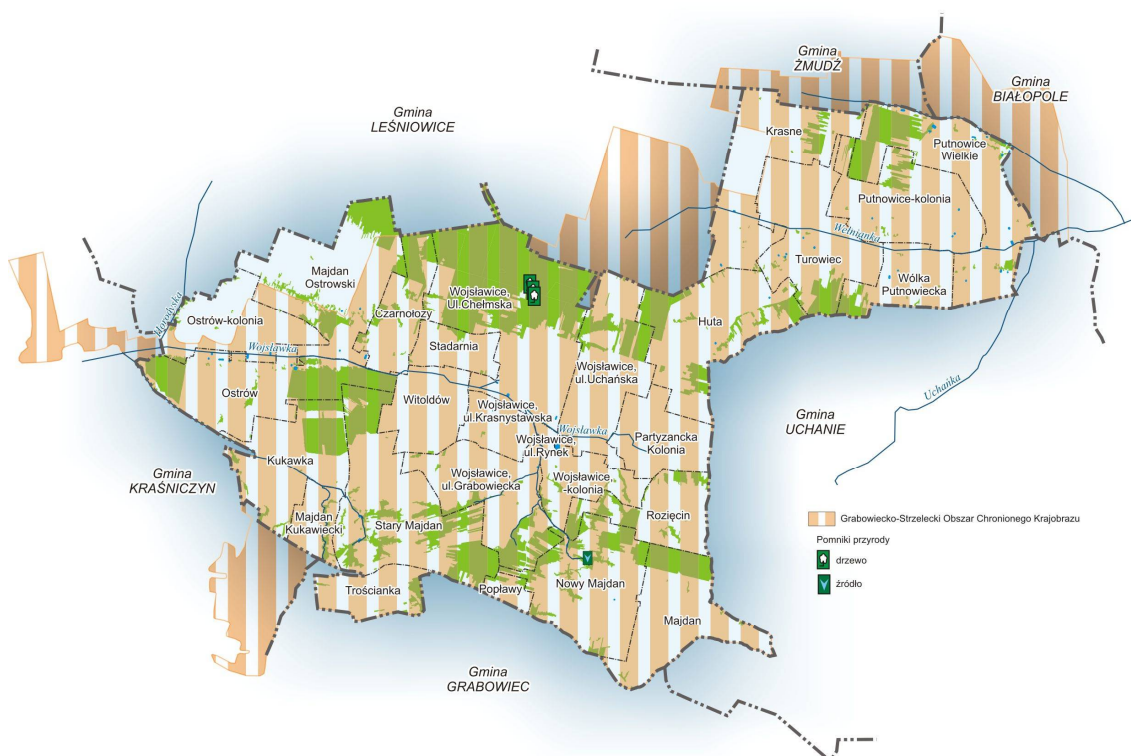 Gmina
ŻMUDŹ
Gmina
BIAŁOPOLE
Gmina
LEŚNIOWICE
Krasne
Putnowice
Wielkie
Putnowice-kolonia
Wełnianka
Turowiec
Wólka
Putnowiecka
Majdan
Ostrowski
Wojsławice,
Ul.Chełmska
Czarnołozy
Ostrów-kolonia
Huta
Stadarnia
Wojsławka
Wojsławice,
ul.Uchańska
Uchańka
Ostrów
Witoldów
Wojsławice,
ul.Krasnystawska
Wojsławka
Gmina
UCHANIE
Wojsławice,
ul.Rynek
Partyzancka
Kolonia
Kukawka
Gmina
KRAŚNICZYN
Wojsławice,
ul.Grabowiecka
Wojsławice,
-kolonia
Majdan
Kukawiecki
Stary Majdan
Rozięcin
Grabowiecko-Strzelecki Obszar Chronionego Krajobrazu
Pomniki przyrody
drzewo
źródło
Trościanka
Popławy
Nowy Majdan
Majdan
Gmina
GRABOWIEC